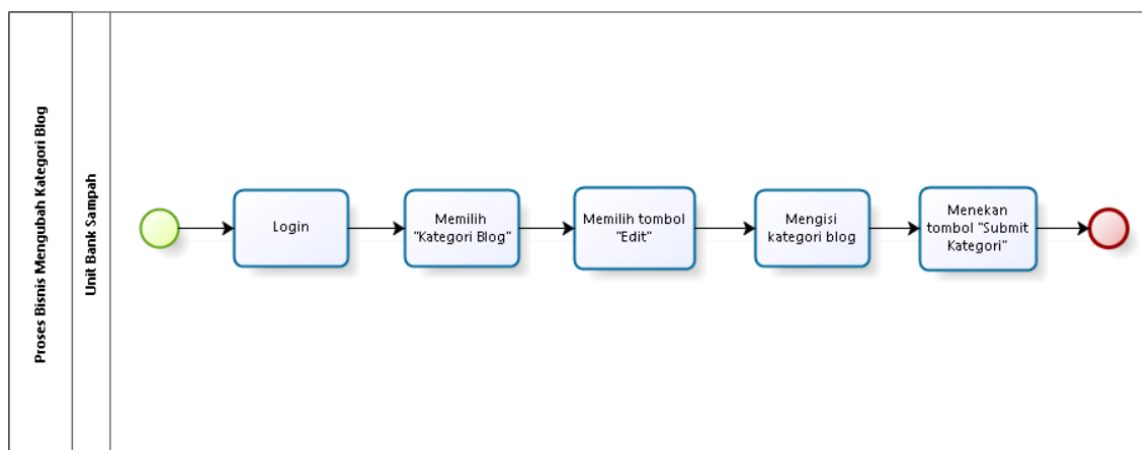 Proses Bisnis Mengubah Kategori Blog
Unit Bank Sampah
Login
Memilih
"Kategori Blog"
Memilih tombol
"Edit"
Mengisi
kategori blog
Menekan
tombol "Submit
Kategori"